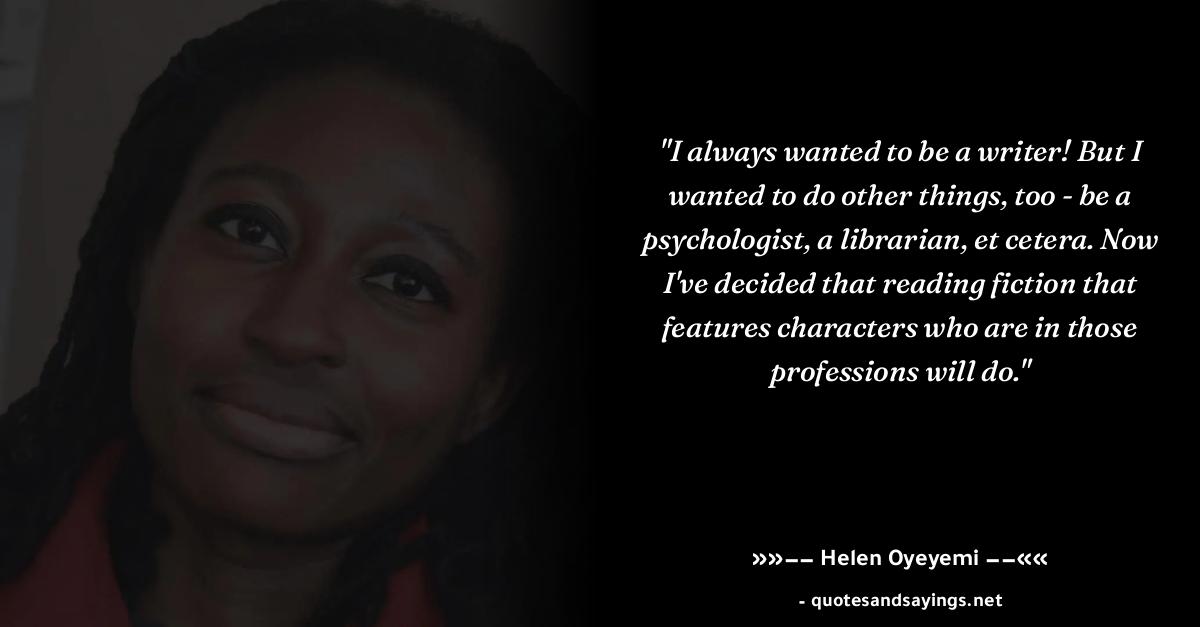 "I always wanted to be a writer! But I
wanted to do other things, too - be a
psychologist, a librarian, et cetera. Now
I've decided that reading fiction that
features characters who are in those
professions will do."
»»−− Helen Oyeyemi −−««
- quotesandsayings.net